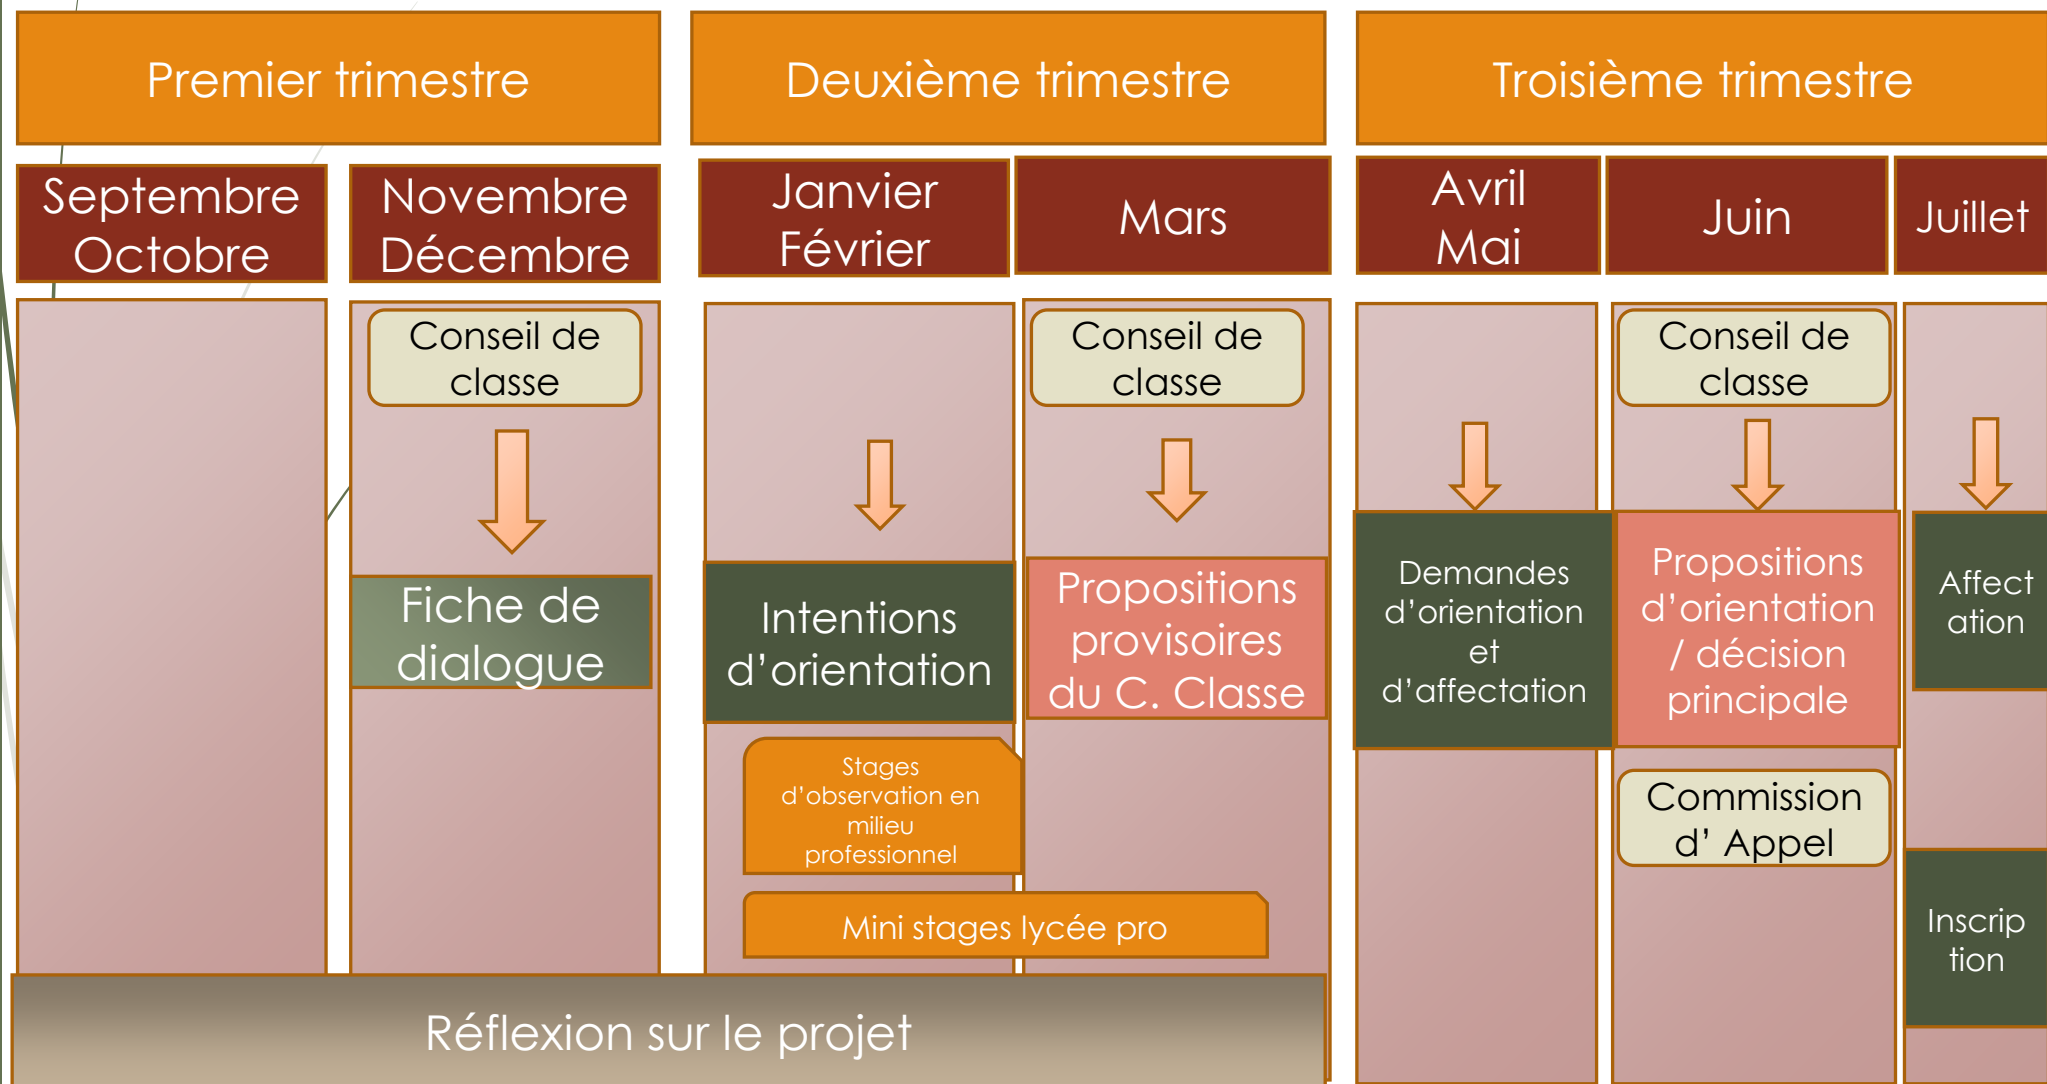 Premier trimestre
Deuxième trimestre
Troisième trimestre
Septembre
Octobre
Novembre
Décembre
Janvier
Février
Mars
Avril
Mai
Juin
Juillet
Conseil de
classe
Fiche de
dialogue
Intentions
d’orientation
Stages
d’observation en
milieu
professionnel
Mini stages lycée pro
Conseil de
classe
Propositions
provisoires
du C. Classe
Demandes
d’orientation
et
d’affectation
Conseil de
classe
Propositions
d’orientation
/ décision
principale
Commission
d’ Appel
Affect
ation
Inscrip
tion
Réflexion sur le projet